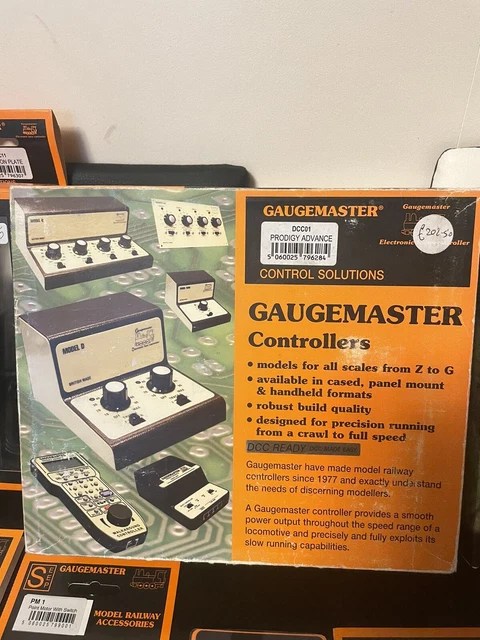 ON PLATE
GAUGEMASTER®
DCC01
PRODIGY ADVANCE
5 060025 796284
CONTROL SOLUTIONS
Gaugemaster
£202.50
GAUGEMASTER
Controllers
• models for all scales from Z to G
• available in cased, panel mount
& handheld formats
• robust build quality
• designed for precision running
from a crawl to full speed
DCC READY
Gaugemaster have made model railway
controllers since 1977 and exactly understand
the needs of discerning modellers.
A Gaugemaster controller provides a smooth
power output throughout the speed range of a
locomotive and precisely and fully exploits its
slow running capabilities.
MODEL D
SEEP
GAUGEMASTER
PM 1
Point Motor With Switch
MODEL RAILWAY
ACCESSORIES